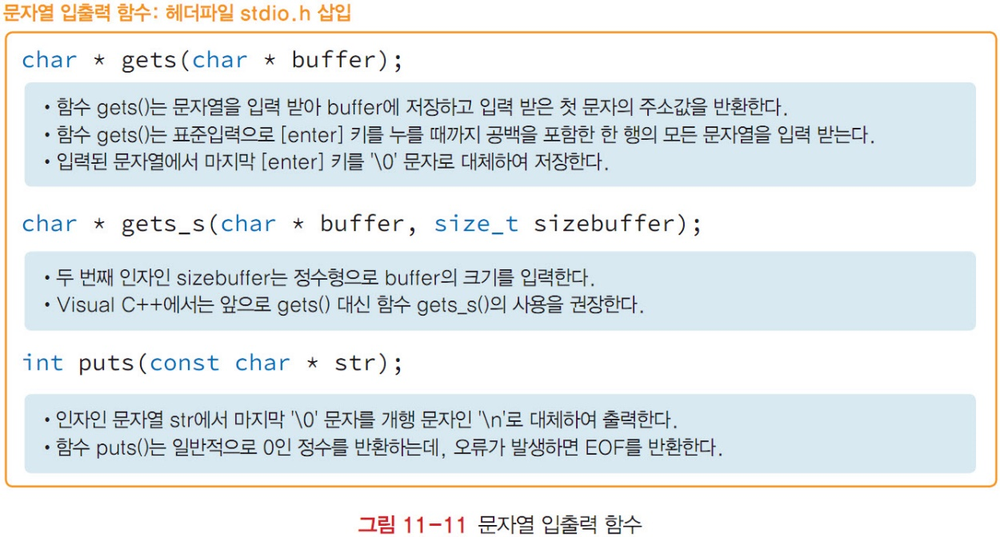 문자열 입출력 함수: 헤더파일 stdio.h 삽입
char * gets(char * buffer);
• 함수 gets()는 문자열을 입력 받아 buffer에 저장하고 입력 받은 첫 문자의 주소값을 반환한다.
• 함수 gets()는 표준입력으로 [enter] 키를 누를 때까지 공백을 포함한 한 행의 모든 문자열을 입력 받는다.
• 입력된 문자열에서 마지막 [enter] 키를 '\0' 문자로 대체하여 저장한다.
char * gets_s(char * buffer, size_t sizebuffer);
• 두 번째 인자인 sizebuffer는 정수형으로 buffer의 크기를 입력한다.
• Visual C++에서는 앞으로 gets() 대신 함수 gets_s()의 사용을 권장한다.
int puts(const char * str);
• 인자인 문자열 str에서 마지막 '\0' 문자를 개행 문자인 '\n'로 대체하여 출력한다.
• 함수 puts()는 일반적으로 0인 정수를 반환하는데, 오류가 발생하면 EOF를 반환한다.
그림 11-11 문자열 입출력 함수